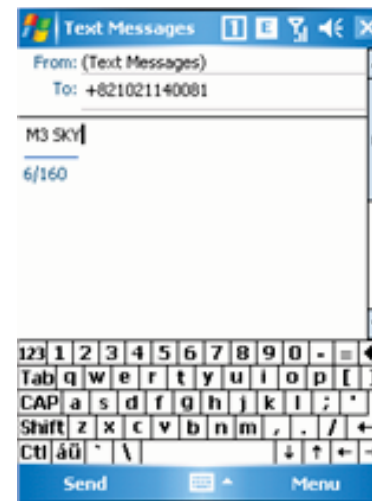 Text Messages 1 E
From: (Text Messages)
To: +821021140081
M3 SKY
6/160
123 1 2 3 4 5 6 7 8 9 0 - =
Tab q w e r t y u i o p [ ]
CAP a s d f g h j k l ; '
Shift z x c v b n m , . /
Ctl áü ` \
Send Menu